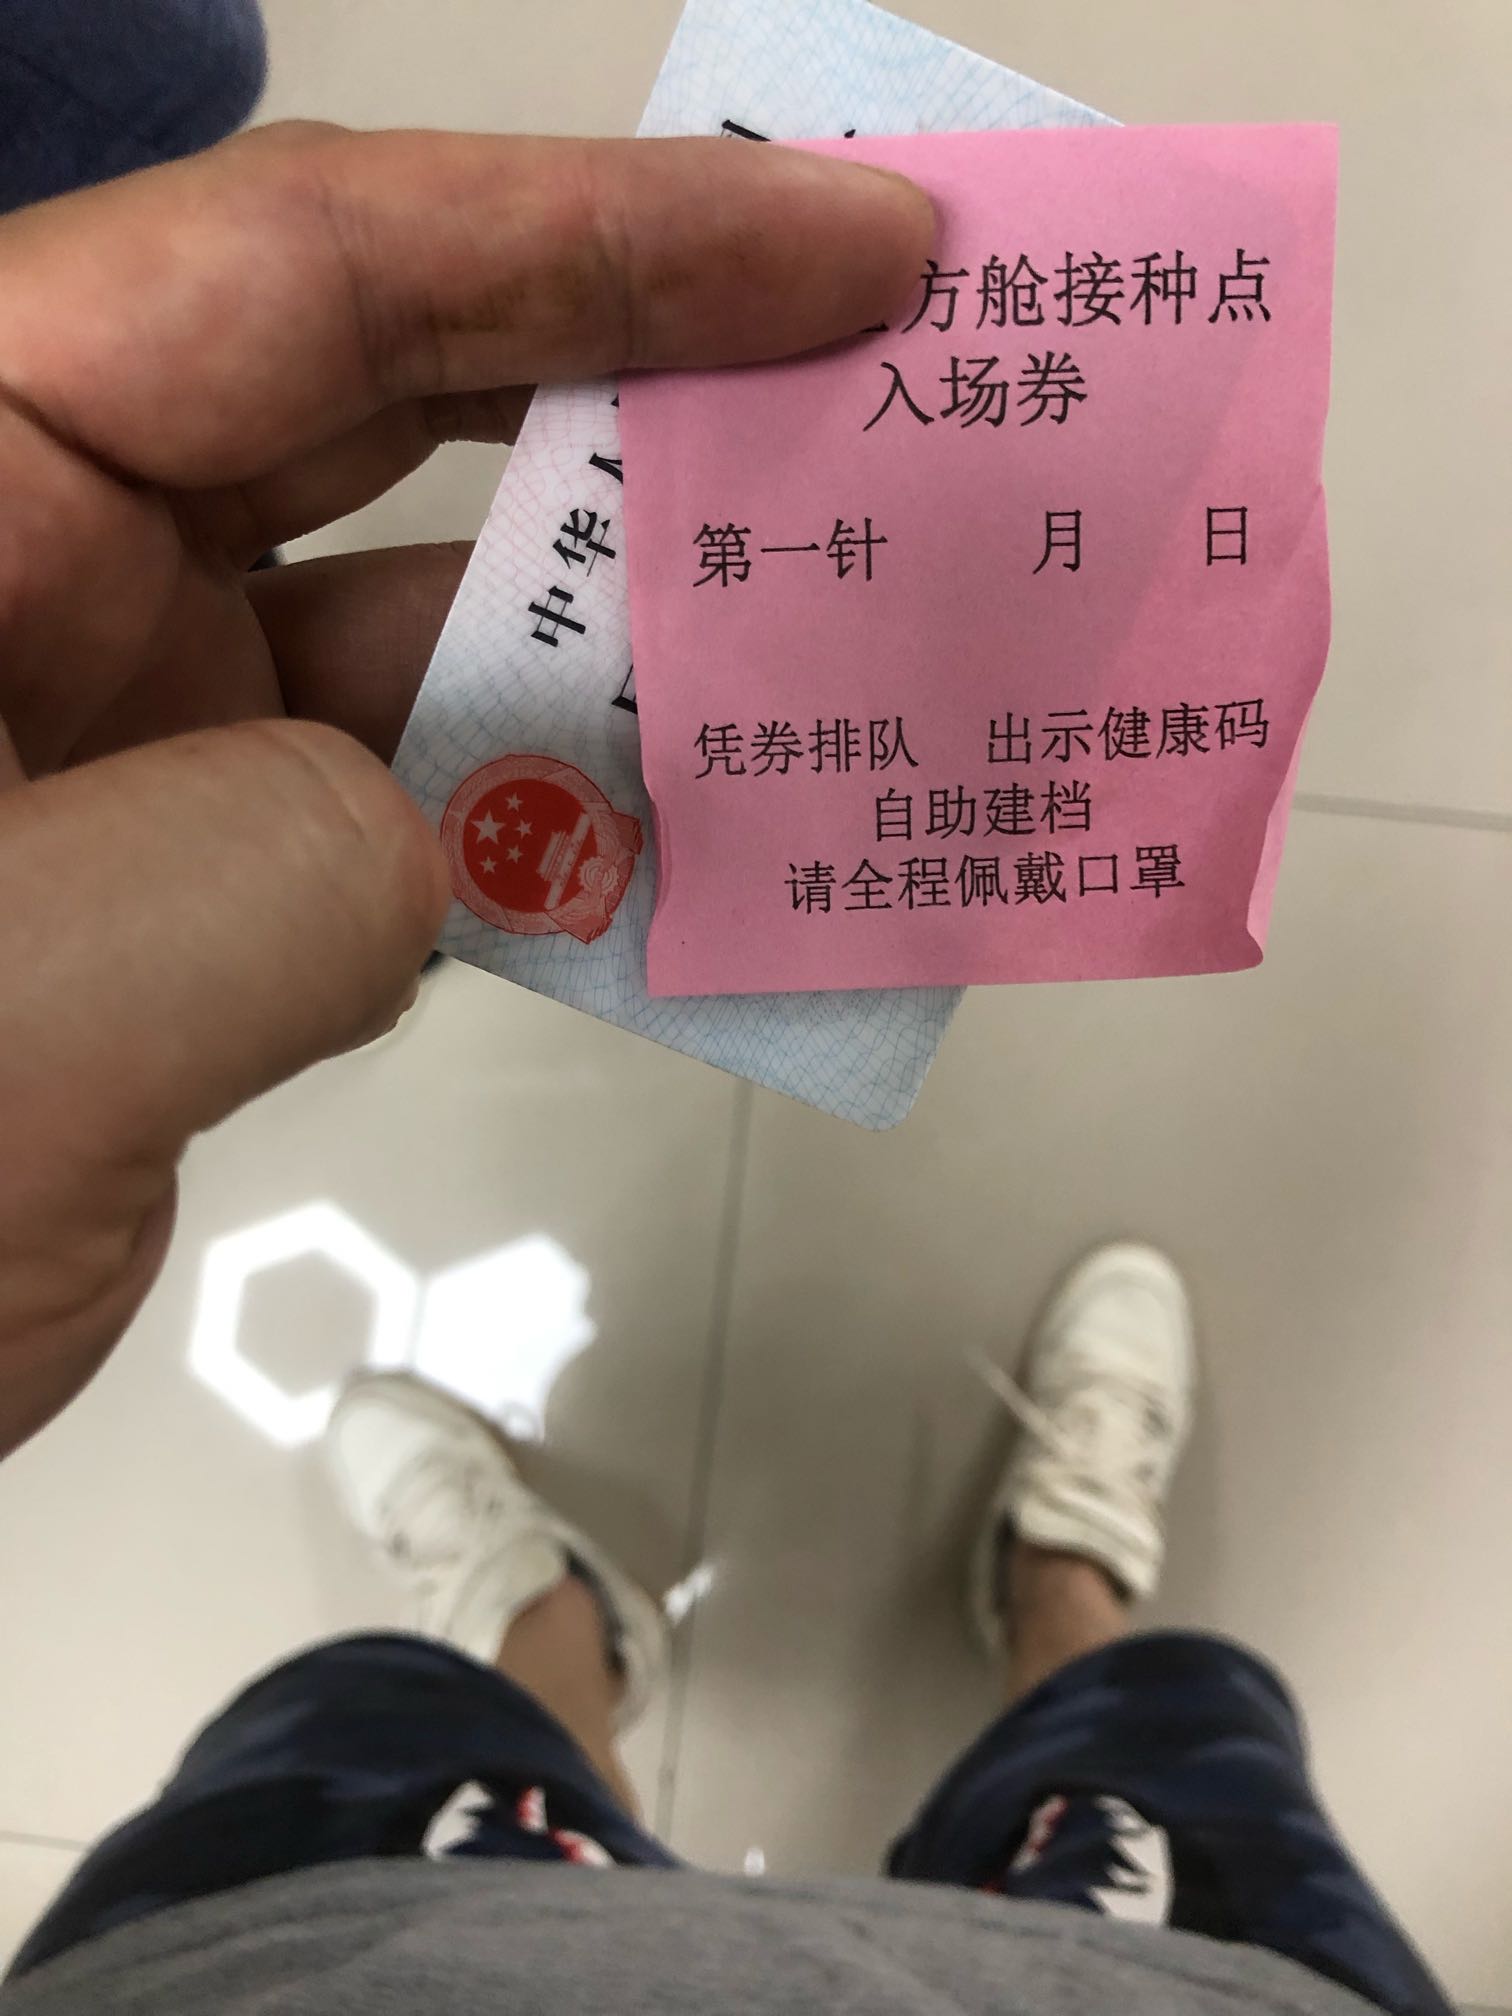 方舱接种点
入场券
第一针 月 日
凭券排队 出示健康码
自助建档
请全程佩戴口罩
中华